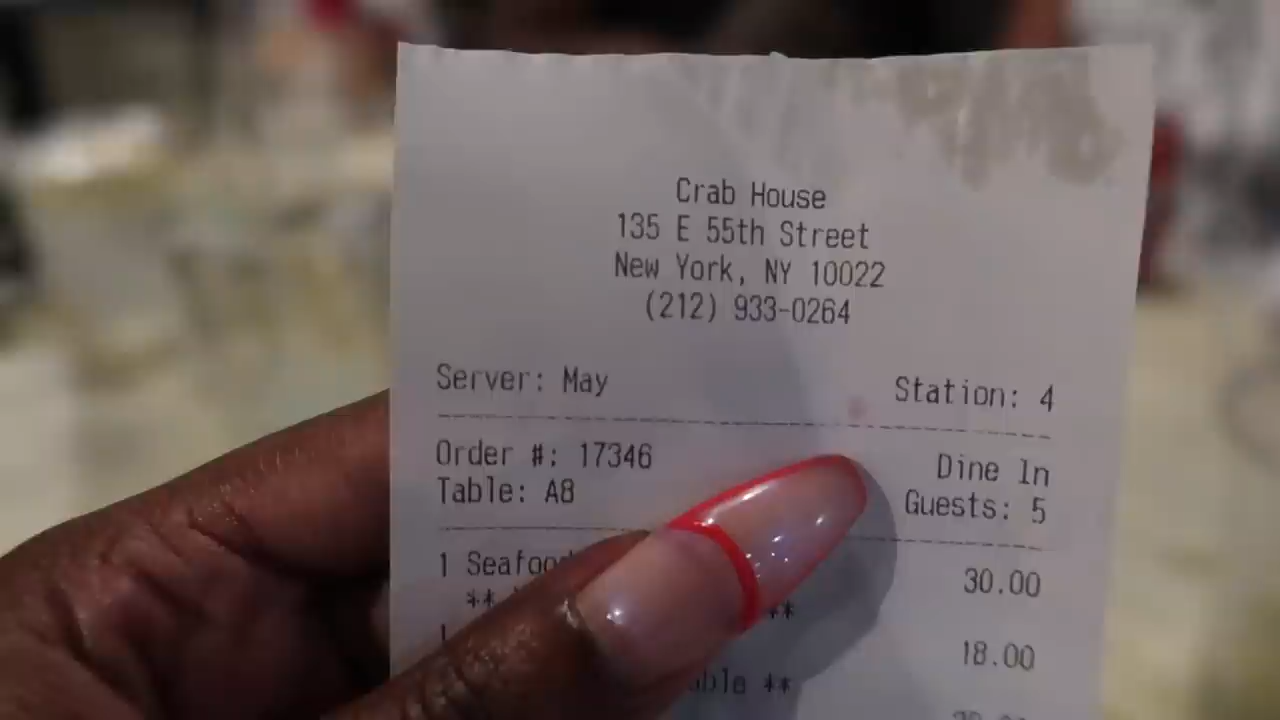 Crab House
135 E 55th Street
New York, NY 10022
(212) 933-0264
Server: May Station: 4
Order #: 17346 Dine In
Table: A8 Guests: 5
1 Seafood 30.00
** **
1 18.00
**